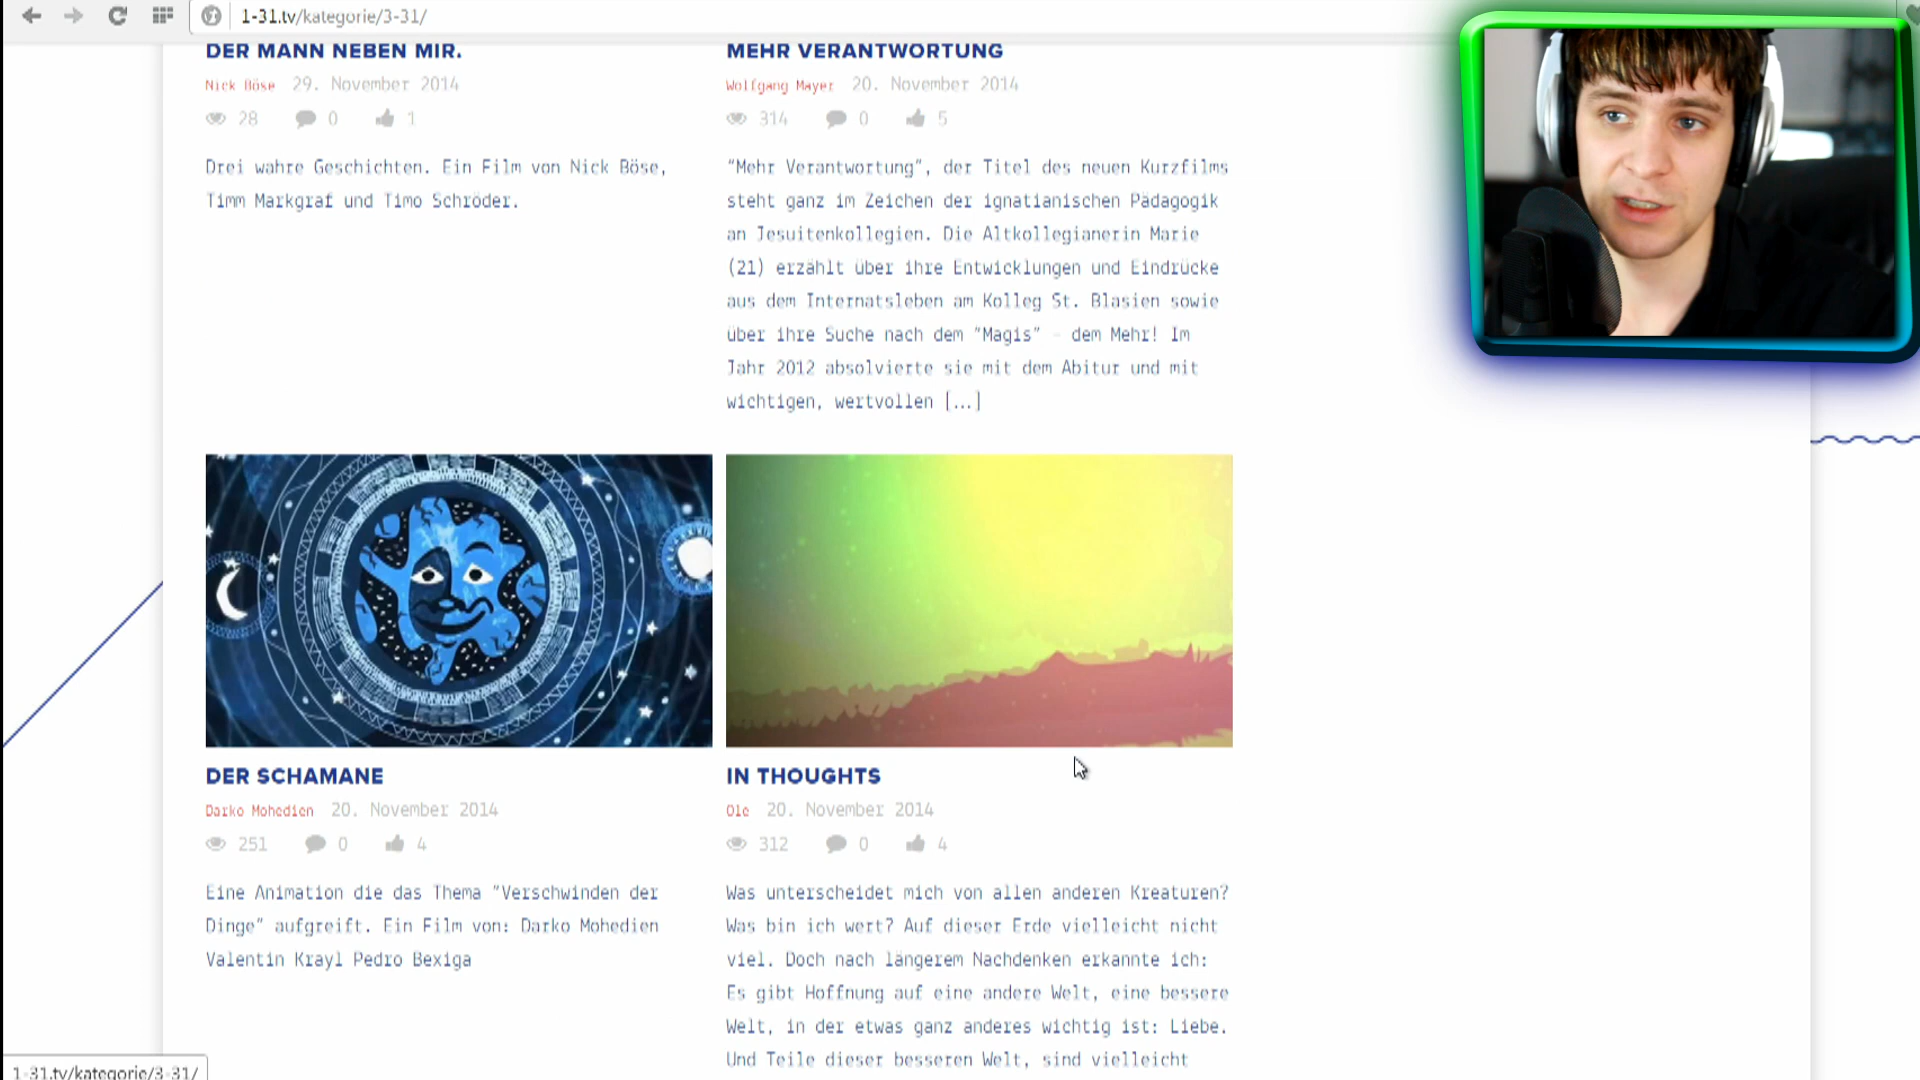 1-31.tv/kategorie/3-31/
DER MANN NEBEN MIR.
Nick Böse 29. November 2014
28 0 1
Drei wahre Geschichten. Ein Film von Nick Böse,
Timm Markgraf und Timo Schröder.
MEHR VERANTWORTUNG
Wolfgang Mayer 20. November 2014
314 0 5
"Mehr Verantwortung", der Titel des neuen Kurzfilms
steht ganz im Zeichen der ignatianischen Pädagogik
an Jesuitenkollegien. Die Altkollegianerin Marie
(21) erzählt über ihre Entwicklungen und Eindrücke
aus dem Internatsleben am Kolleg St. Blasien sowie
über ihre Suche nach dem "Magis" – dem Mehr! Im
Jahr 2012 absolvierte sie mit dem Abitur und mit
wichtigen, wertvollen [...]
DER SCHAMANE
Darko Mohedien 20. November 2014
251 0 4
Eine Animation die das Thema "Verschwinden der
Dinge" aufgreift. Ein Film von: Darko Mohedien
Valentin Krayl Pedro Bexiga
IN THOUGHTS
Ole 20. November 2014
312 0 4
Was unterscheidet mich von allen anderen Kreaturen?
Was bin ich wert? Auf dieser Erde vielleicht nicht
viel. Doch nach längerem Nachdenken erkannte ich:
Es gibt Hoffnung auf eine andere Welt, eine bessere
Welt, in der etwas ganz anderes wichtig ist: Liebe.
Und Teile dieser besseren Welt, sind vielleicht
1-31.tv/kategorie/3-31/